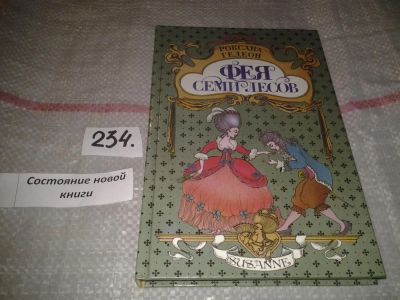 РОКСАНА
ГЕДЕОН
ФЕЯ
СЕМИ ЛЕСОВ
234.
Состояние новой
книги
SUSANNE